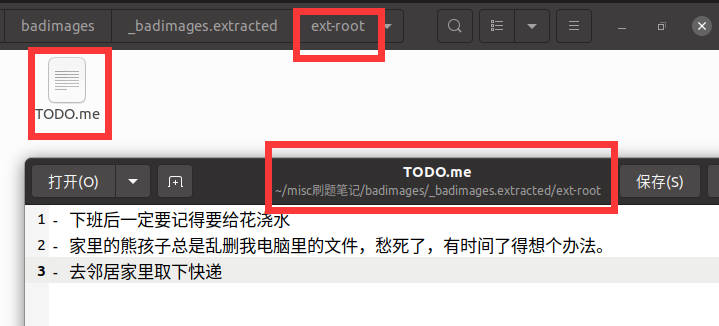 badimages
_badimages.extracted
ext-root
TODO.me
打开(O)
TODO.me
~/misc刷题笔记/badimages/_badimages.extracted/ext-root
保存(S)
1 - 下班后一定要记得要给花浇水
2 - 家里的熊孩子总是乱删我电脑里的文件，愁死了，有时间了得想个办法。
3 - 去邻居家里取下快递